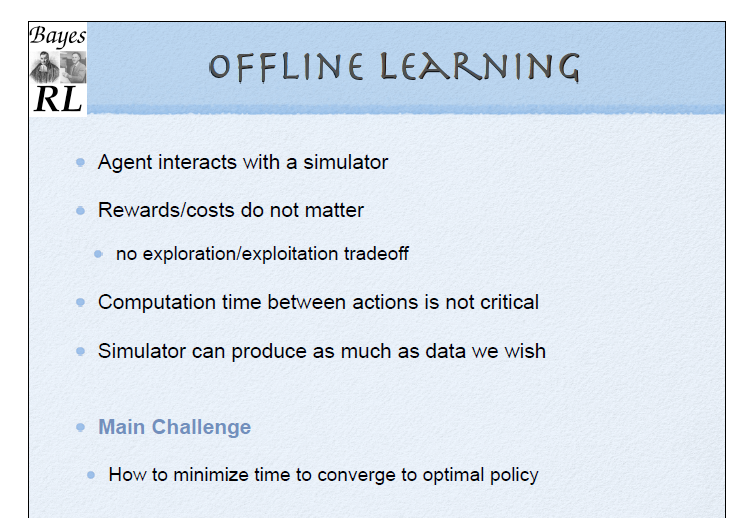 Bayes
RL
OFFLINE LEARNING
Agent interacts with a simulator
Rewards/costs do not matter
no exploration/exploitation tradeoff
Computation time between actions is not critical
Simulator can produce as much as data we wish
Main Challenge
How to minimize time to converge to optimal policy